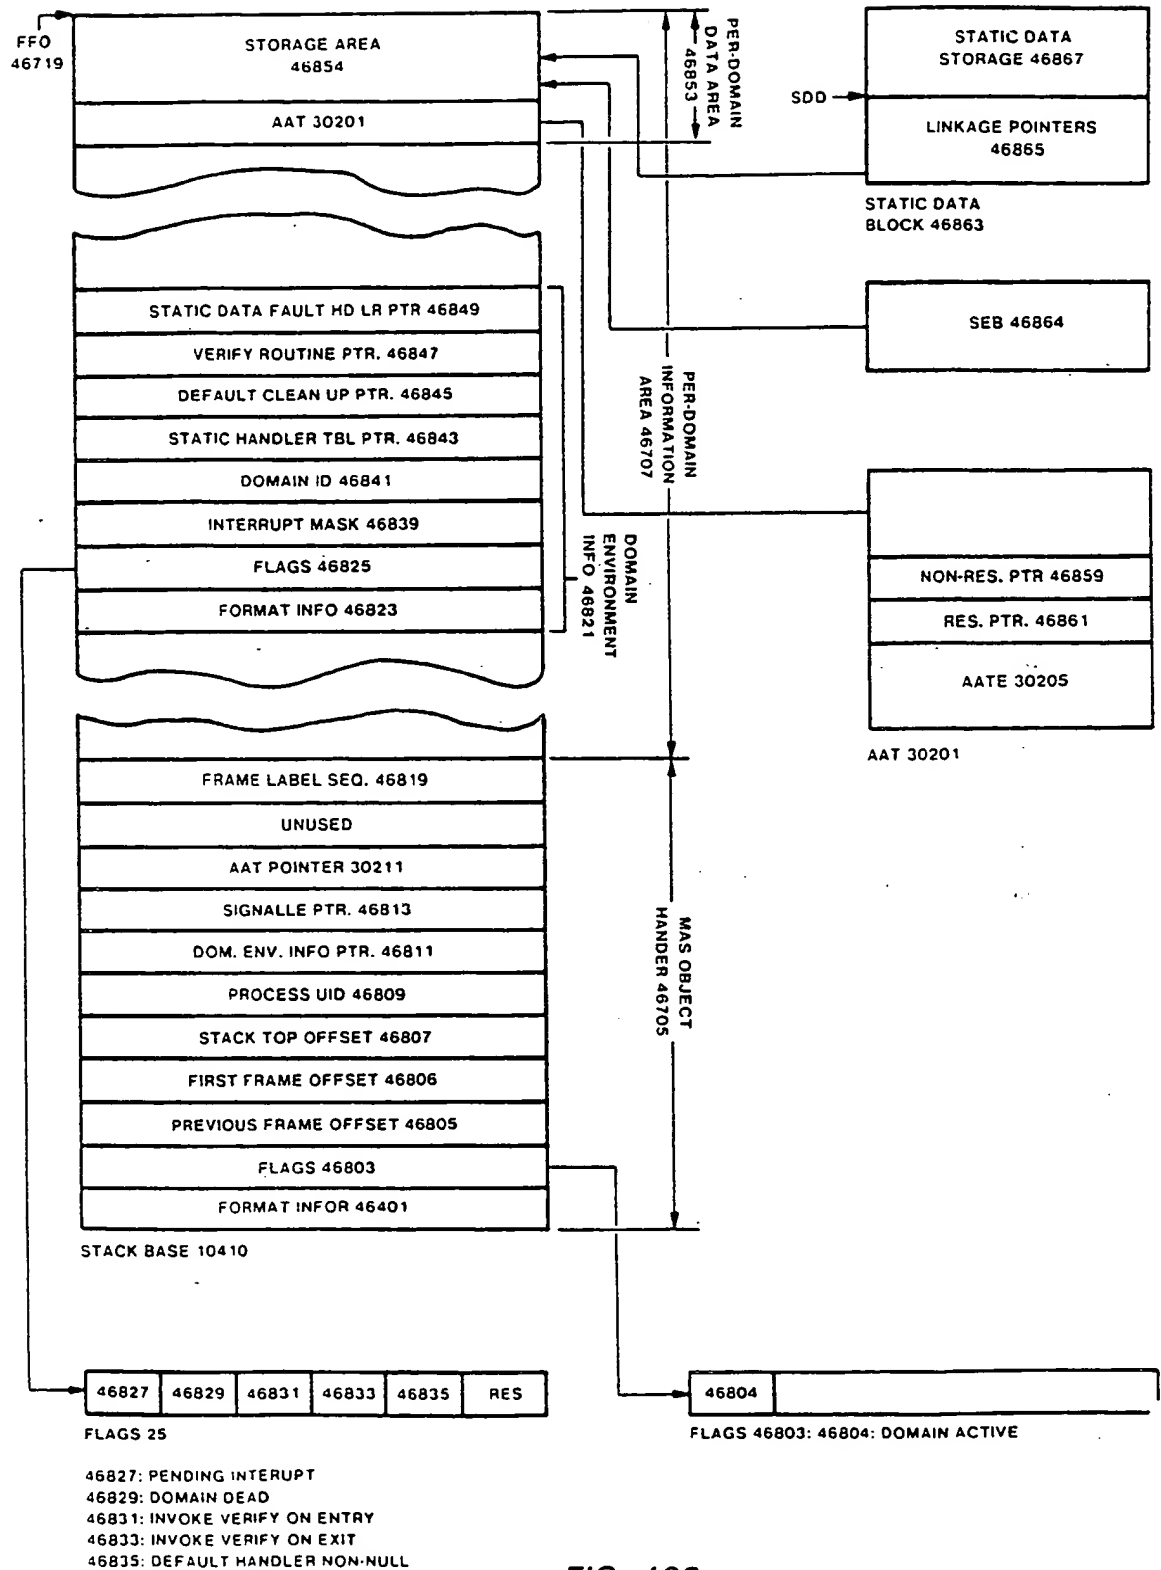 FFO
46719
STORAGE AREA
46854
AAT 30201
PER-DOMAIN
DATA AREA
46853
STATIC DATA
STORAGE 46867
SDD
LINKAGE POINTERS
46865
STATIC DATA
BLOCK 46863
STATIC DATA FAULT HD LR PTR 46849
VERIFY ROUTINE PTR. 46847
DEFAULT CLEAN UP PTR. 46845
STATIC HANDLER TBL PTR. 46843
DOMAIN ID 46841
INTERRUPT MASK 46839
FLAGS 46825
FORMAT INFO 46823
DOMAIN
ENVIRONMENT
INFO 46821
PER-DOMAIN
INFORMATION
AREA 46707
SEB 46864
NON-RES. PTR 46859
RES. PTR. 46861
AATE 30205
AAT 30201
FRAME LABEL SEQ. 46819
UNUSED
AAT POINTER 30211
SIGNALLE PTR. 46813
DOM. ENV. INFO PTR. 46811
PROCESS UID 46809
STACK TOP OFFSET 46807
FIRST FRAME OFFSET 46806
PREVIOUS FRAME OFFSET 46805
FLAGS 46803
FORMAT INFOR 46401
MAS OBJECT
HANDER 46705
STACK BASE 10410
46827 46829 46831 46833 46835 RES
FLAGS 25
46804
FLAGS 46803: 46804: DOMAIN ACTIVE
46827: PENDING INTERUPT
46829: DOMAIN DEAD
46831: INVOKE VERIFY ON ENTRY
46833: INVOKE VERIFY ON EXIT
46835: DEFAULT HANDLER NON-NULL